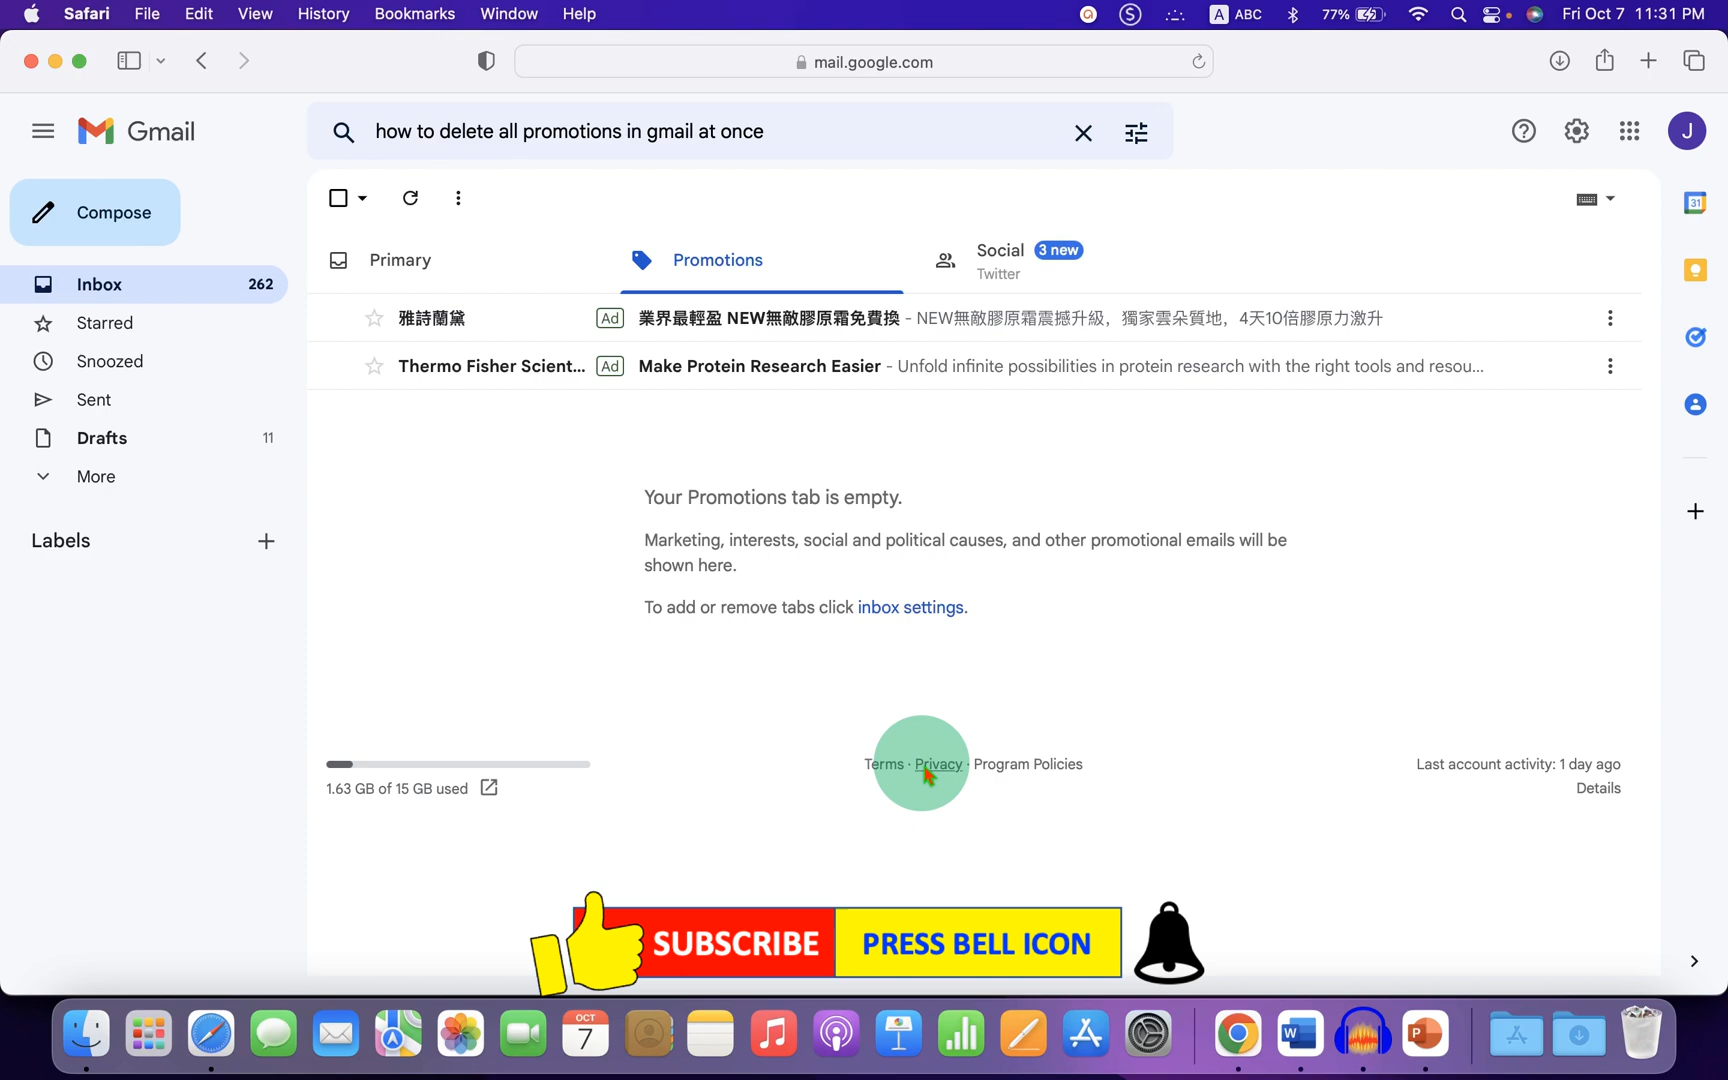 Safari File Edit View History Bookmarks Window Help A ABC 77% Fri Oct 7 11:31 PM
mail.google.com
Gmail
how to delete all promotions in gmail at once
J
Compose
Inbox 262
Starred
Snoozed
Sent
Drafts 11
More
Labels
Primary
Promotions
Social 3 new
Twitter
雅詩蘭黛 Ad 業界最輕盈 NEW無敵膠原霜免費換 - NEW無敵膠原霜震撼升級，獨家雲朵質地，4天10倍膠原力激升
Thermo Fisher Scient... Ad Make Protein Research Easier - Unfold infinite possibilities in protein research with the right tools and resou...
Your Promotions tab is empty.
Marketing, interests, social and political causes, and other promotional emails will be
shown here.
To add or remove tabs click inbox settings.
1.63 GB of 15 GB used
Terms · Privacy · Program Policies
Last account activity: 1 day ago
Details
31
SUBSCRIBE PRESS BELL ICON
OCT
7
W
P